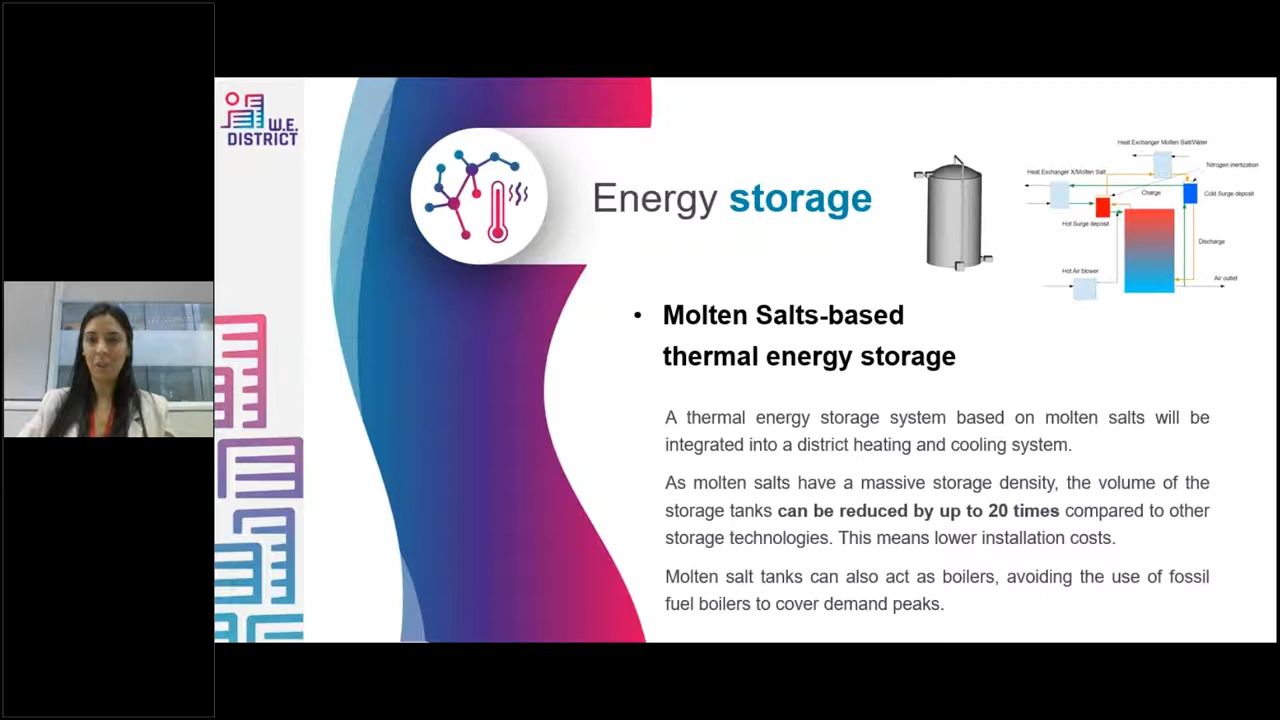 W.E.
DISTRICT
Energy storage
Heat Exchanger Molten Salt/Water
Nitrogen inertization
Heat Exchanger X/Molten Salt
Charge
Cold Surge deposit
Hot Surge deposit
Discharge
Hot Air blower
Air outlet
• Molten Salts-based
thermal energy storage
A thermal energy storage system based on molten salts will be
integrated into a district heating and cooling system.
As molten salts have a massive storage density, the volume of the
storage tanks can be reduced by up to 20 times compared to other
storage technologies. This means lower installation costs.
Molten salt tanks can also act as boilers, avoiding the use of fossil
fuel boilers to cover demand peaks.